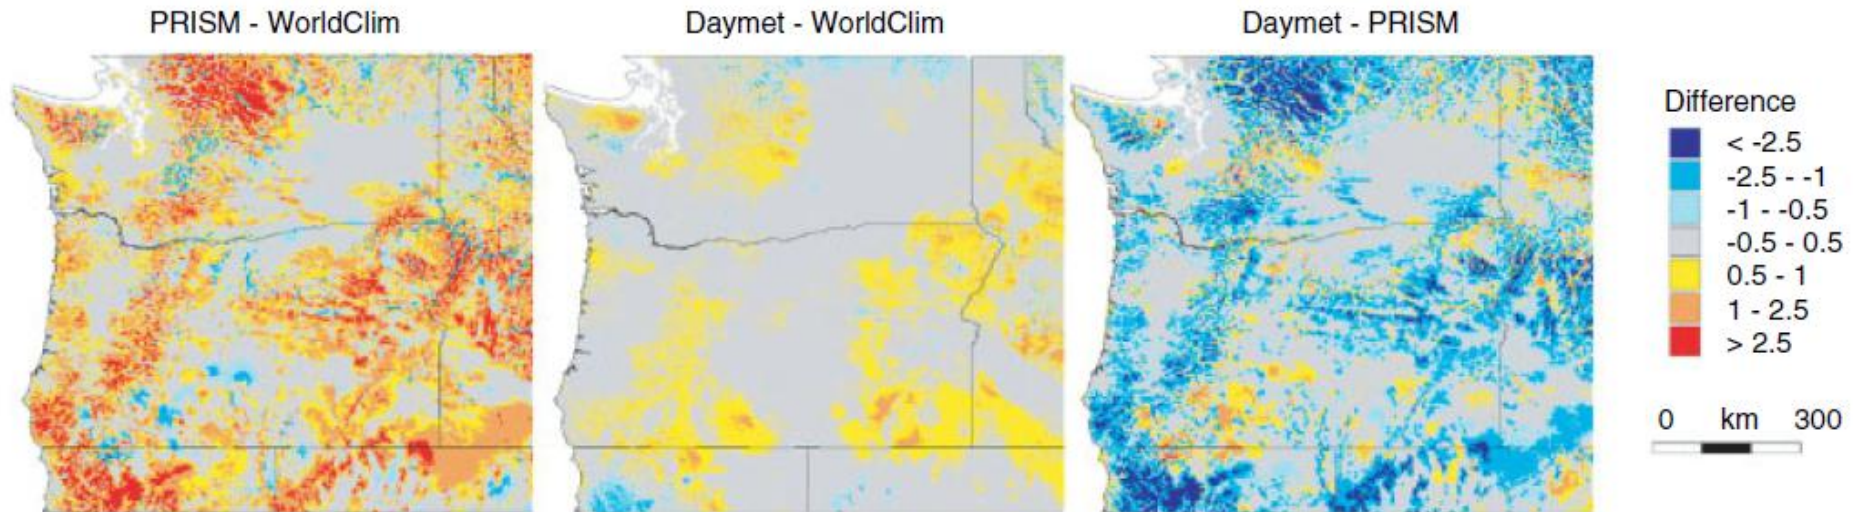 PRISM - WorldClim
Daymet - WorldClim
Daymet - PRISM
Difference
< -2.5
-2.5 - -1
-1 - -0.5
-0.5 - 0.5
0.5 - 1
1 - 2.5
> 2.5
0 km 300